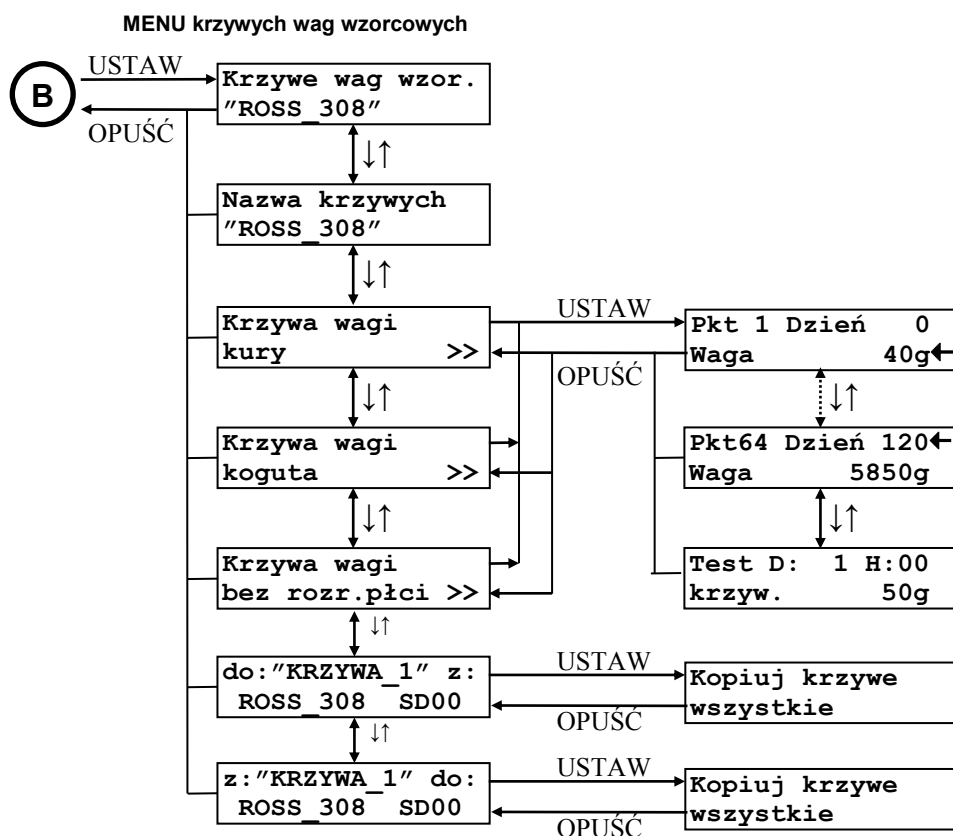 MENU krzywych wag wzorcowych
B
USTAW
OPUŚĆ
Krzywe wag wzor.
″ROSS_308″
↓↑
Nazwa krzywych
″ROSS_308″
↓↑
Krzywa wagi
kury >>
USTAW
OPUŚĆ
Pkt 1 Dzień 0
Waga 40g
↓↑
↓↑
Krzywa wagi
koguta >>
Pkt64 Dzień 120
Waga 5850g
↓↑
↓↑
Krzywa wagi
bez rozr.płci >>
Test D: 1 H:00
krzyw. 50g
↓↑
do:″KRZYWA_1″ z:
ROSS_308 SD00
USTAW
OPUŚĆ
Kopiuj krzywe
wszystkie
↓↑
z:″KRZYWA_1″ do:
ROSS_308 SD00
USTAW
OPUŚĆ
Kopiuj krzywe
wszystkie